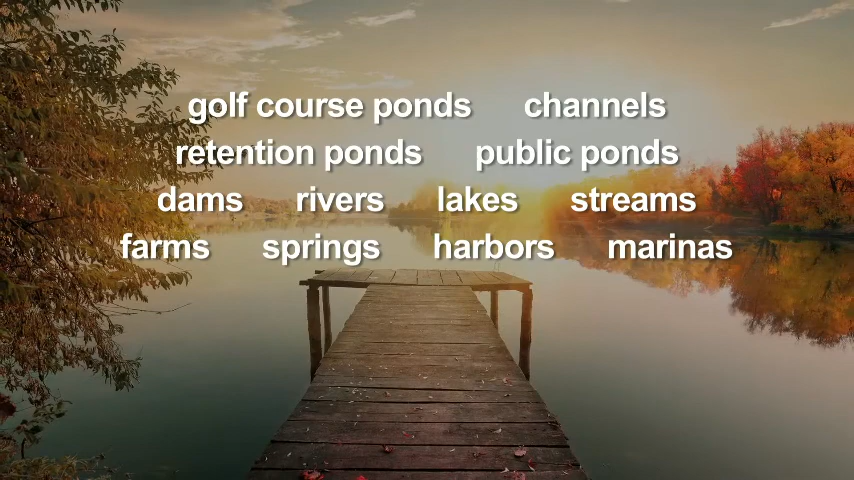 golf course ponds channels
retention ponds public ponds
dams rivers lakes streams
farms springs harbors marinas